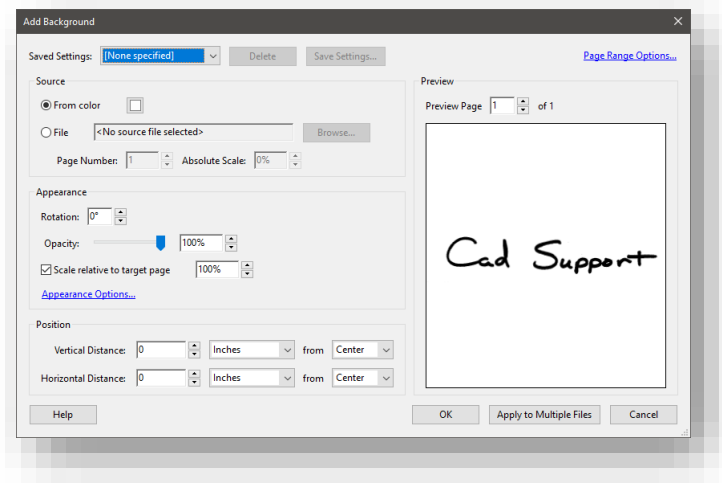 Add Background
Saved Settings: [None specified] Delete Save Settings... Page Range Options...
Source
From color
File <No source file selected> Browse...
Page Number: 1 Absolute Scale: 0%
Appearance
Rotation: 0°
Opacity: 100%
Scale relative to target page 100%
Appearance Options...
Position
Vertical Distance: 0 Inches from Center
Horizontal Distance: 0 Inches from Center
Preview
Preview Page 1 of 1
Cad Support
Help OK Apply to Multiple Files Cancel